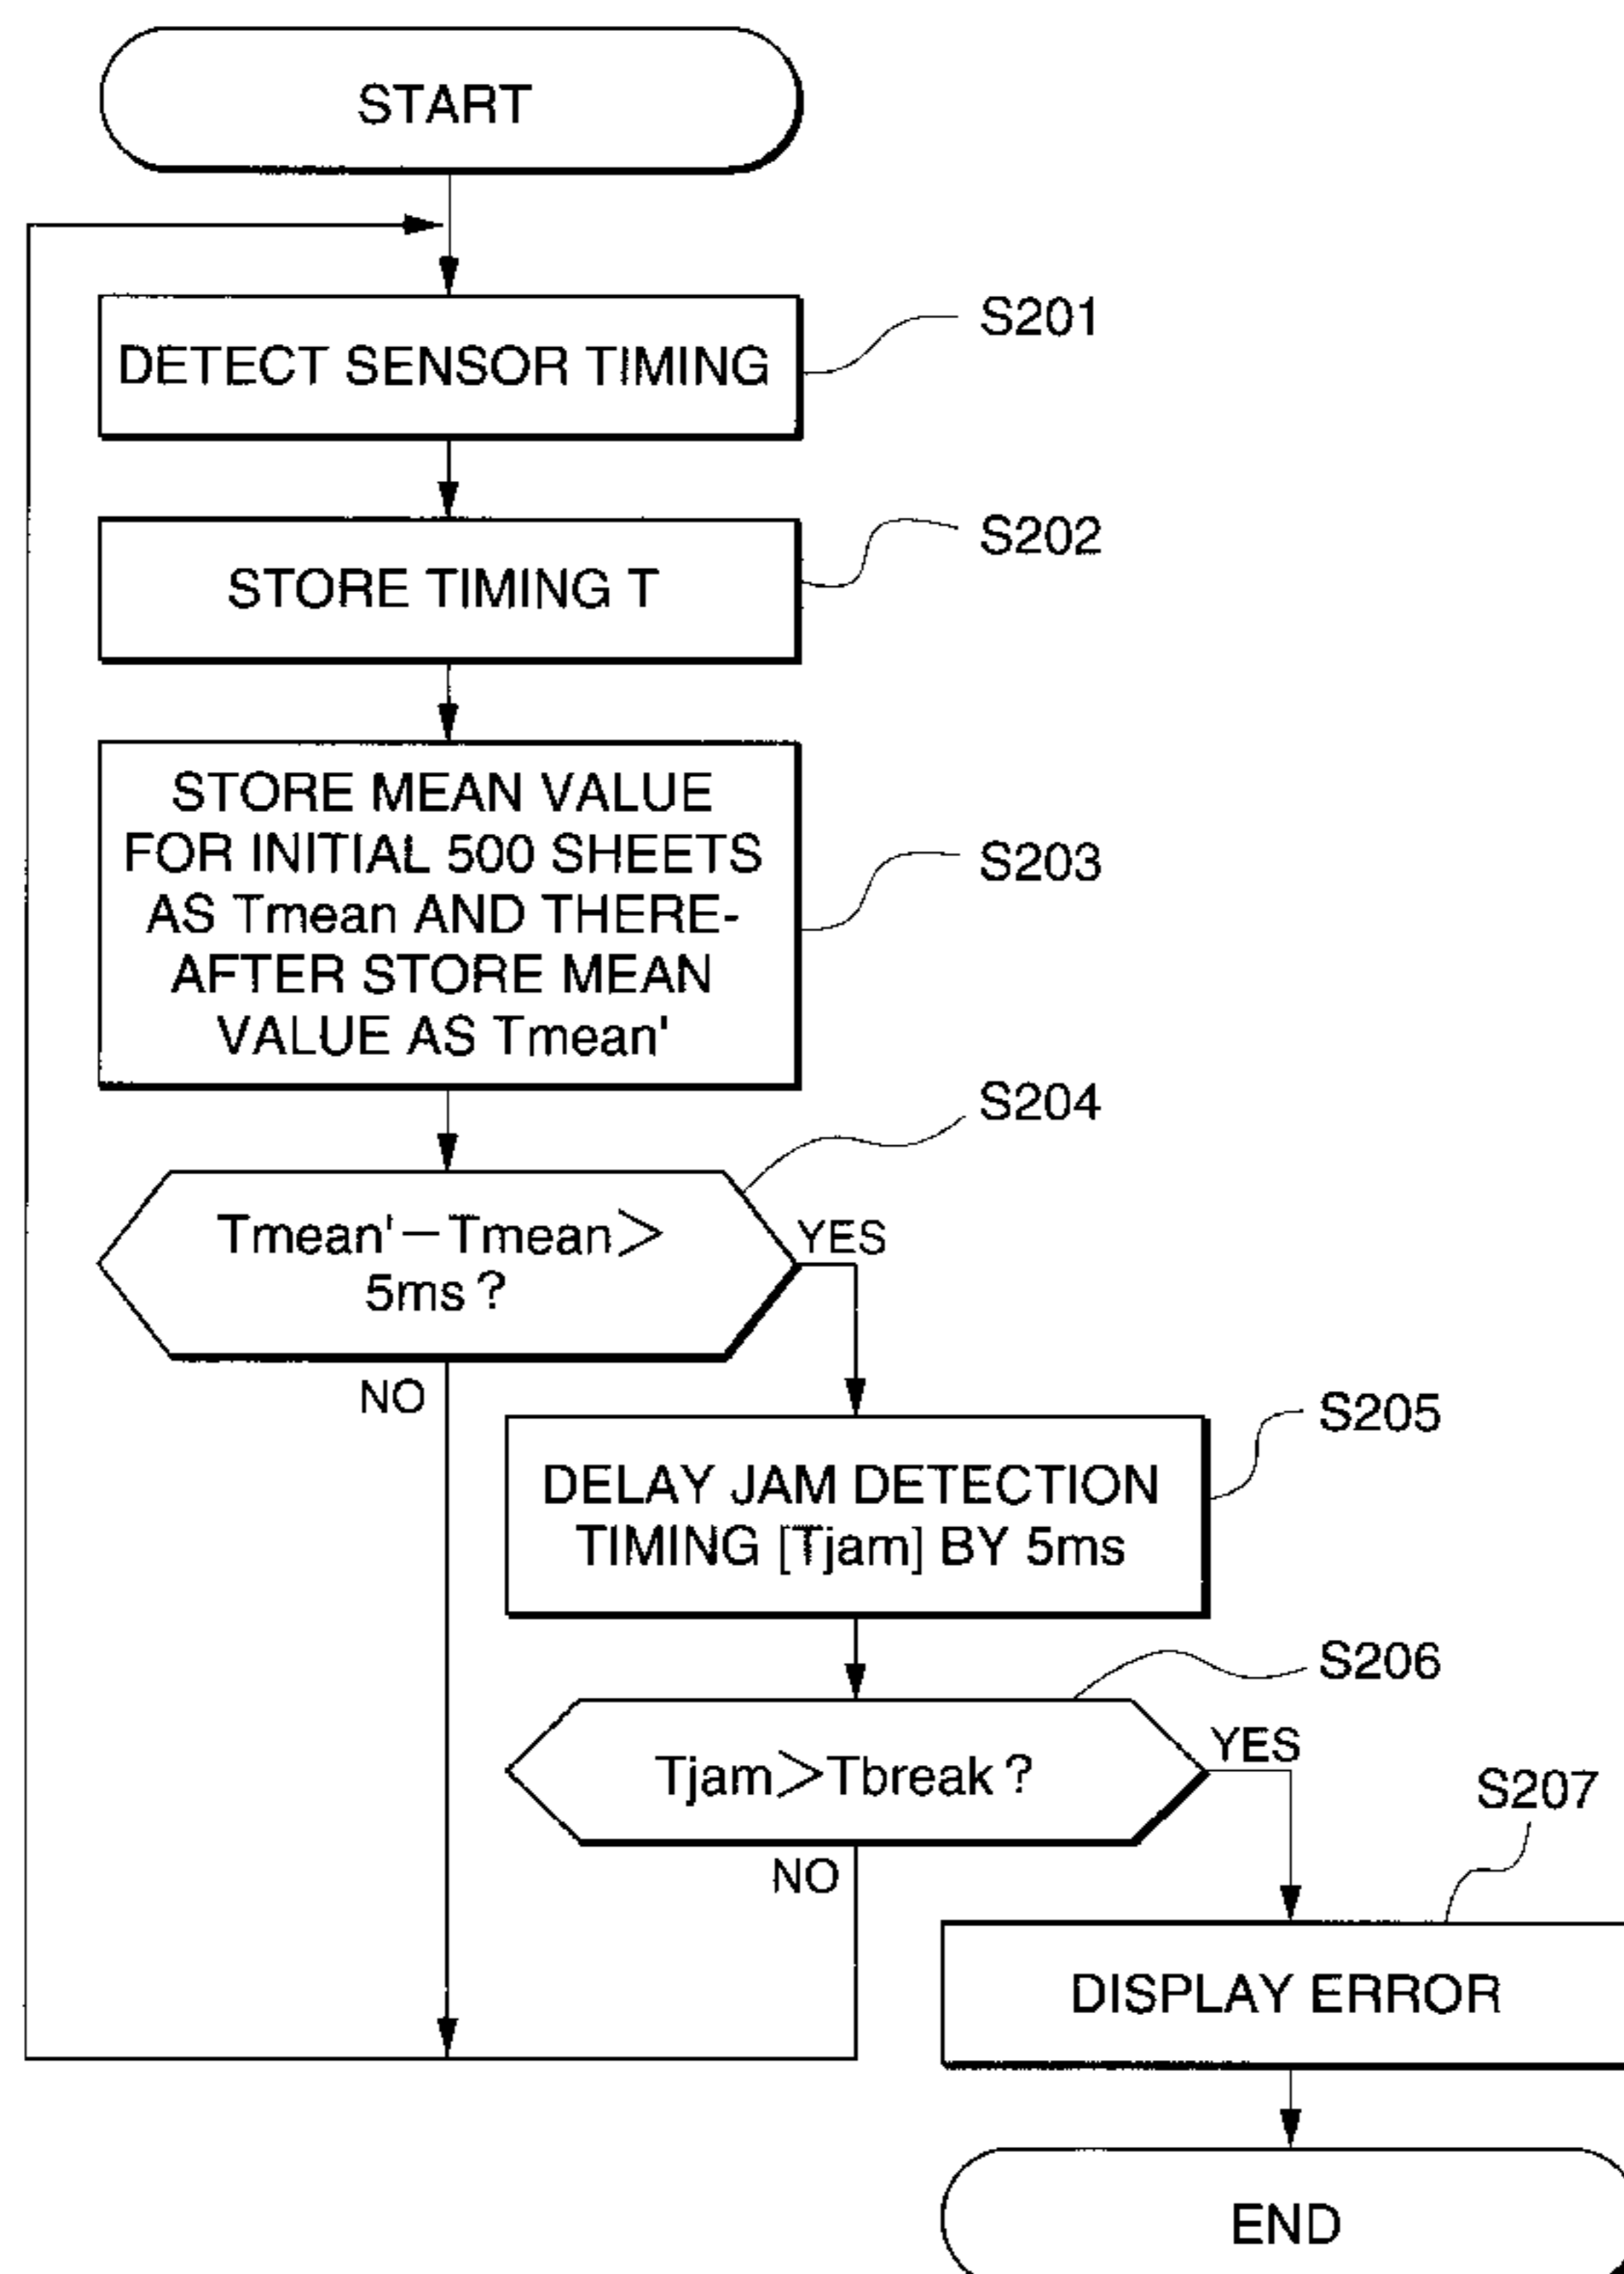 START
S201
DETECT SENSOR TIMING
S202
STORE TIMING T
STORE MEAN VALUE
FOR INITIAL 500 SHEETS
AS Tmean AND THERE-
AFTER STORE MEAN
VALUE AS Tmean'
S203
S204
Tmean'－Tmean＞
5ms ?
YES
NO
S205
DELAY JAM DETECTION
TIMING [Tjam] BY 5ms
S206
Tjam＞Tbreak ?
YES
NO
S207
DISPLAY ERROR
END